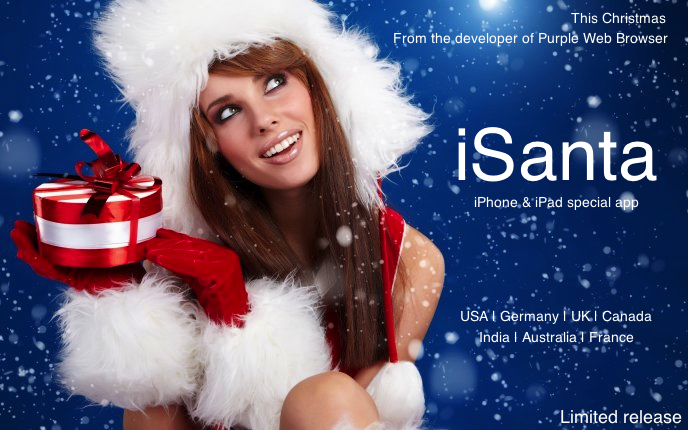 This Christmas
From the developer of Purple Web Browser
iSanta
iPhone & iPad special app
USA | Germany | UK | Canada
India | Australia | France
Limited release